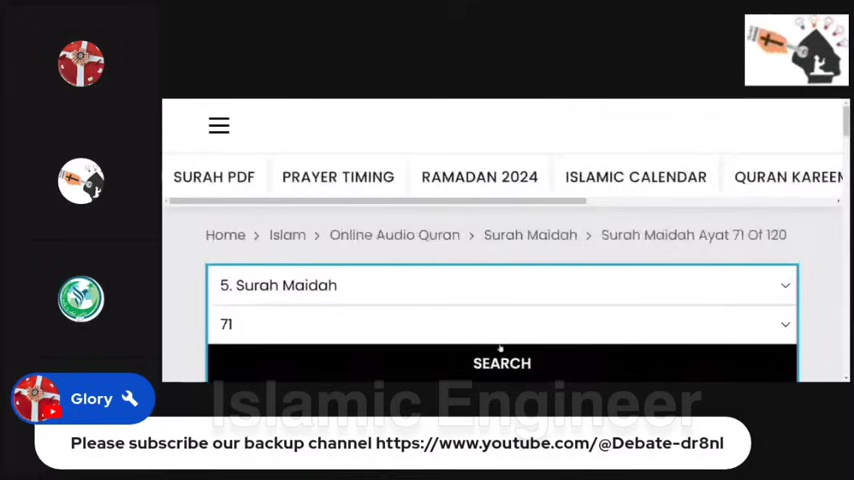 SURAH PDF PRAYER TIMING RAMADAN 2024 ISLAMIC CALENDAR QURAN KAREEM
Home > Islam > Online Audio Quran > Surah Maidah > Surah Maidah Ayat 71 Of 120
5. Surah Maidah
71
SEARCH
Islamic Engineer
Glory
Please subscribe our backup channel https://www.youtube.com/@Debate-dr8nl